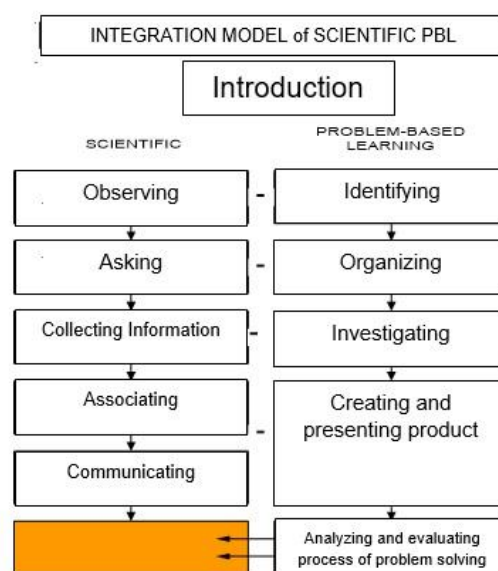 INTEGRATION MODEL of SCIENTIFIC PBL
Introduction
SCIENTIFIC
PROBLEM-BASED
LEARNING
Observing
-
Identifying
Asking
-
Organizing
Collecting Information
-
Investigating
Associating
-
Creating and
presenting product
Communicating
Analyzing and evaluating
process of problem solving